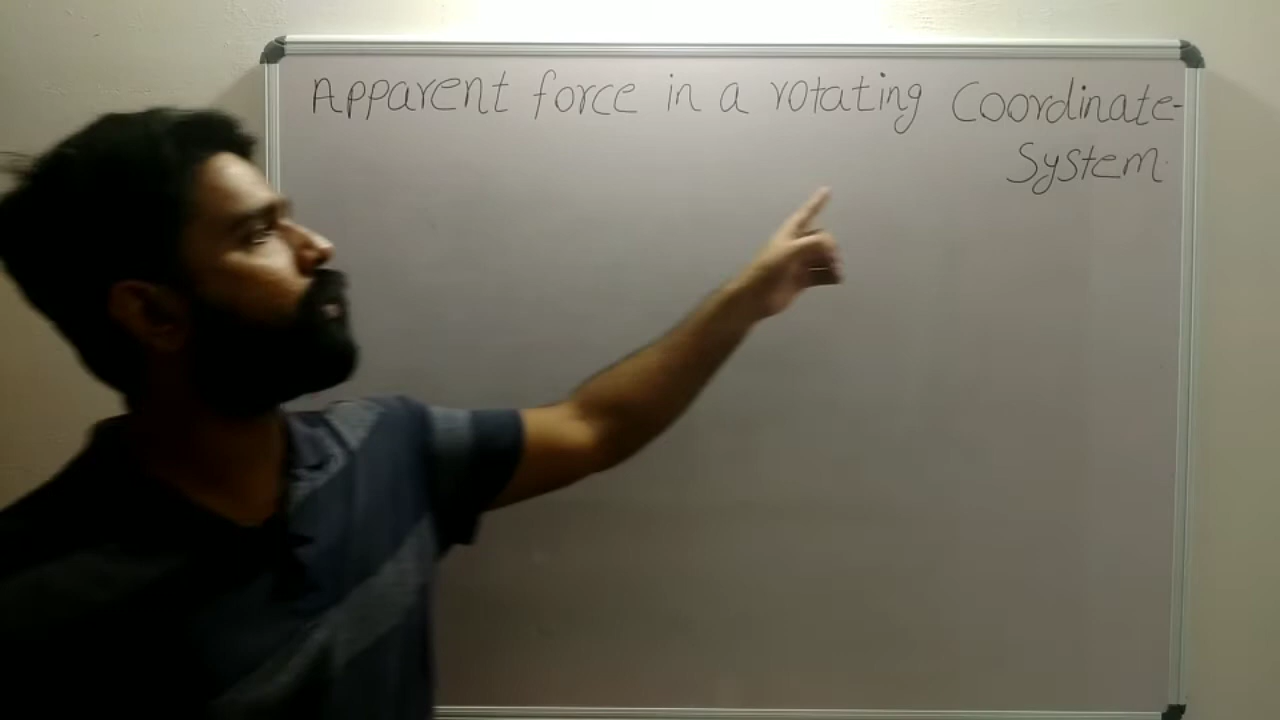 Apparent force in a rotating Coordinate-
System.